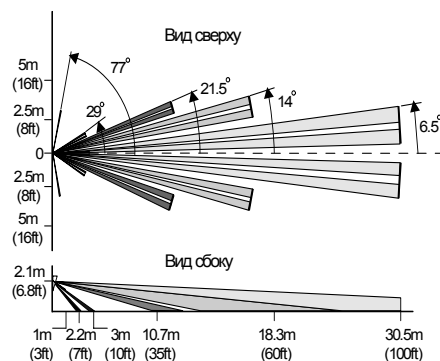 Вид сверху
5m
(16ft)
77°
21.5°
14°
2.5m
(8ft)
29°
6.5°
0
2.5m
(8ft)
5m
(16ft)
Вид сбоку
2.1m
(6.8ft)
1m
(3ft)
2.2m
(7ft)
3m
(10ft)
10.7m
(35ft)
18.3m
(60ft)
30.5m
(100ft)